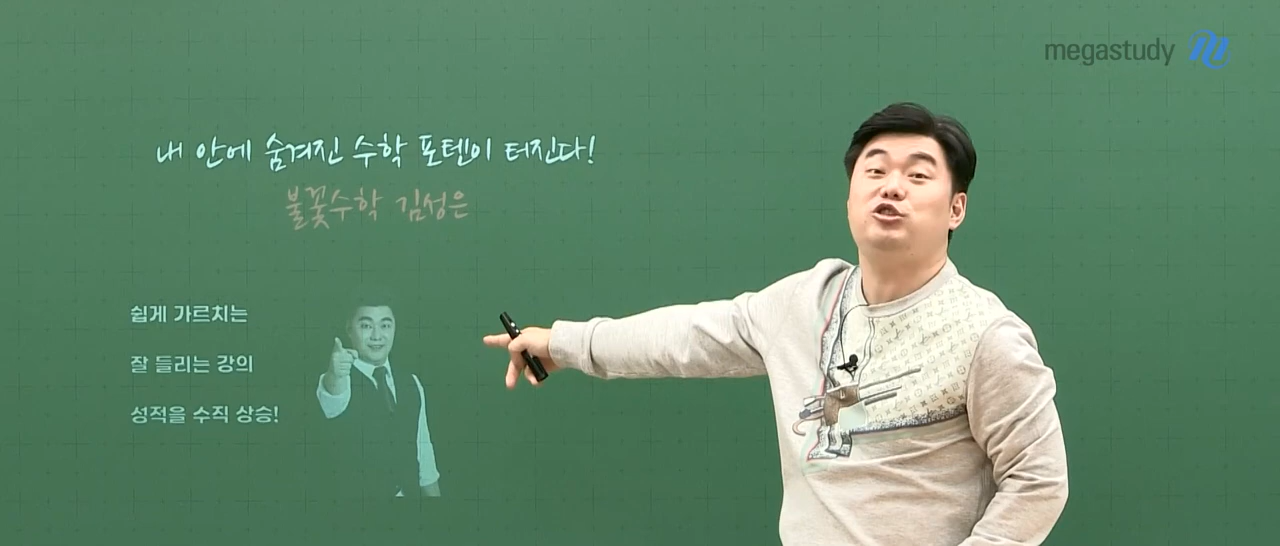 megastudy
내 안에 숨겨진 수학 포텐이 터진다!
불꽃수학 김성은
쉽게 가르치는
잘 들리는 강의
성적을 수직 상승!